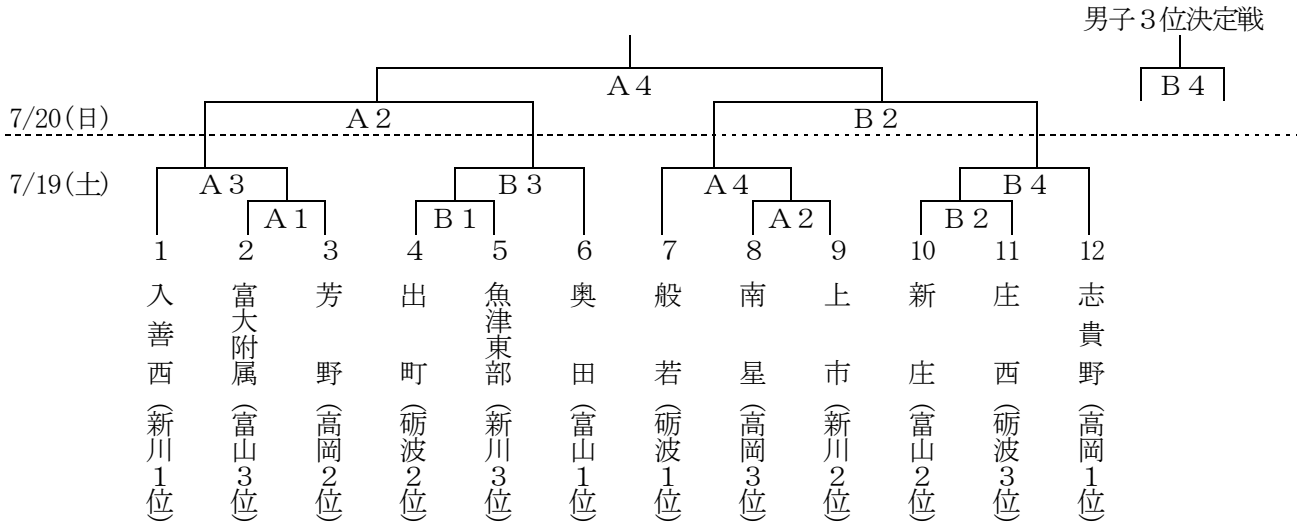 男子３位決定戦
Ａ４
Ｂ４
7/20(日)
Ａ２
Ｂ２
7/19(土)
Ａ３
Ｂ３
Ａ４
Ｂ４
Ａ１
Ｂ１
Ａ２
Ｂ２
1 2 3 4 5 6 7 8 9 10 11 12
入善西（新川１位）
富大附属（富山３位）
芳野（高岡２位）
出町（砺波２位）
魚津東部（新川３位）
奥田（富山１位）
般若（砺波１位）
南星（高岡３位）
上市（新川２位）
新庄（富山２位）
庄西（砺波３位）
志貴野（高岡１位）